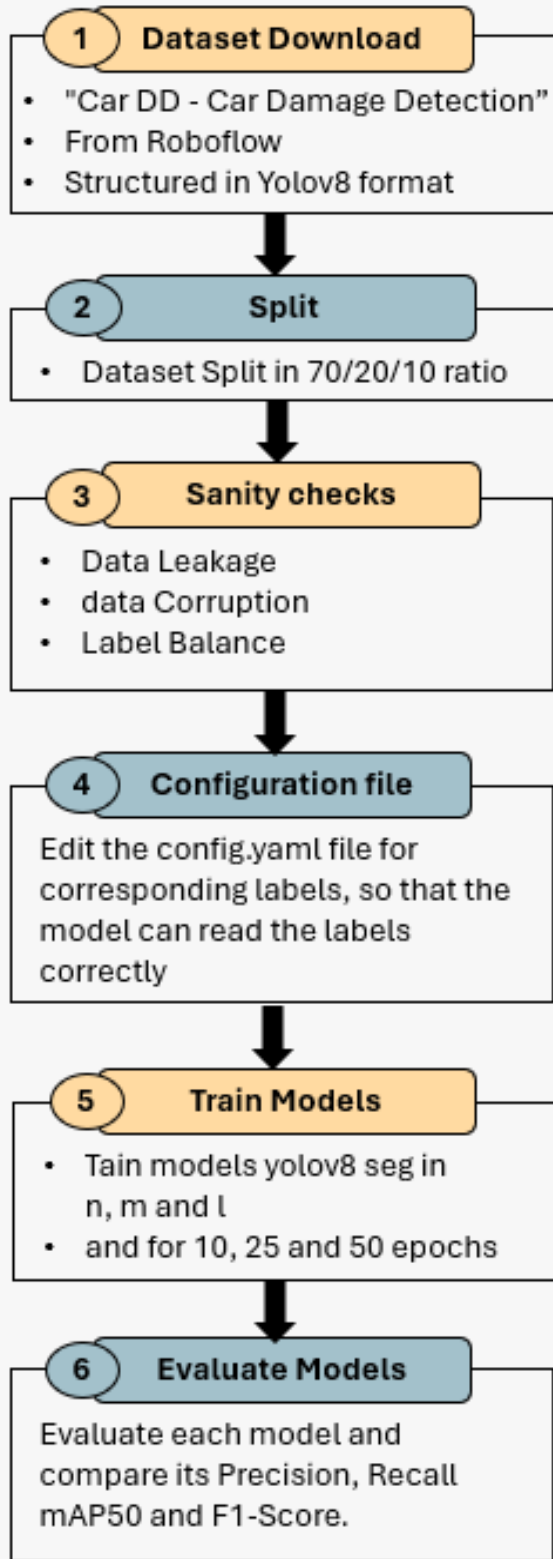 1 Dataset Download
• "Car DD - Car Damage Detection”
• From Roboflow
• Structured in Yolov8 format
2 Split
• Dataset Split in 70/20/10 ratio
3 Sanity checks
• Data Leakage
• data Corruption
• Label Balance
4 Configuration file
Edit the config.yaml file for
corresponding labels, so that the
model can read the labels
correctly
5 Train Models
• Tain models yolov8 seg in
n, m and l
• and for 10, 25 and 50 epochs
6 Evaluate Models
Evaluate each model and
compare its Precision, Recall
mAP50 and F1-Score.